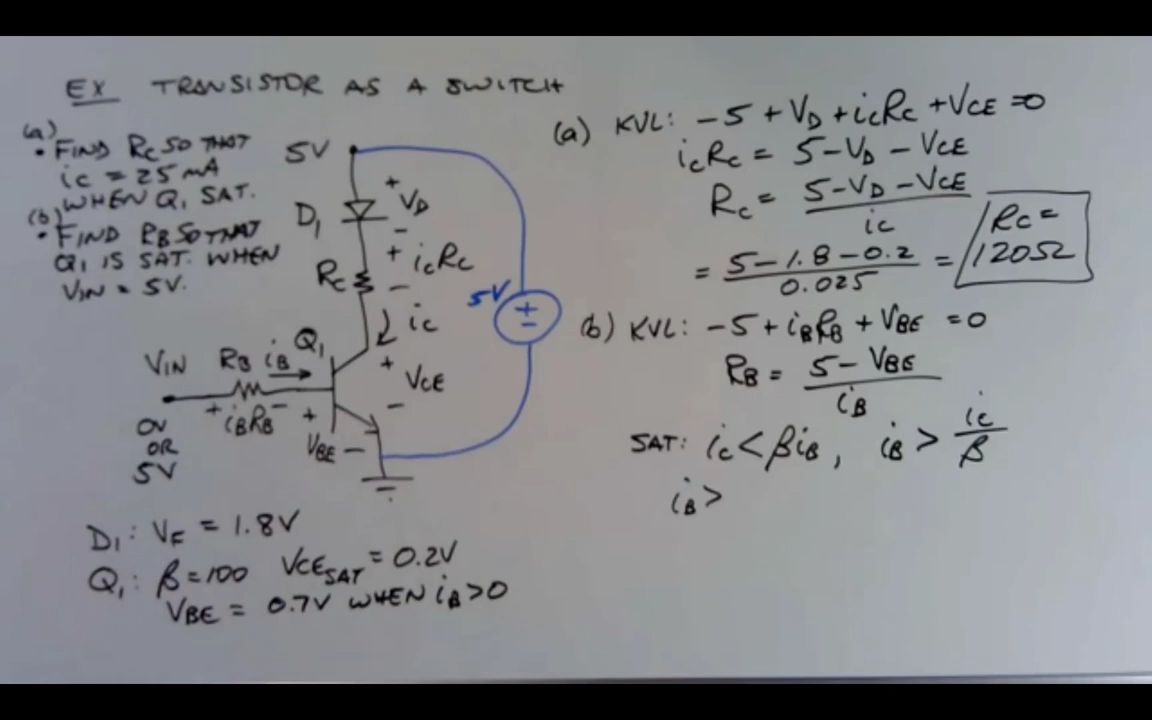 EX TRANSISTOR AS A SWITCH
(a)
• FIND RC SO THAT
iC = 25 mA
WHEN Q1 SAT.
(b)
• FIND RB SO THAT
Q1 IS SAT. WHEN
VIN = 5V.
5V
+
D1
VD
−
+
RC
iCRC
−
iC
5V
+
−
VIN
RB
iB
Q1
+
VCE
−
+ iBRB −
+
VBE −
0V
OR
5V
D1: VF = 1.8V
Q1: β = 100 VCESAT = 0.2V
VBE = 0.7V WHEN iB > 0
(a) KVL: −5 + VD + iCRC + VCE = 0
iCRC = 5 − VD − VCE
RC = 5 − VD − VCE
iC
= 5 − 1.8 − 0.2 =
0.025
RC =
120Ω
(b) KVL: −5 + iBRB + VBE = 0
RB = 5 − VBE
iB
SAT: iC < βiB, iB > iC
β
iB >